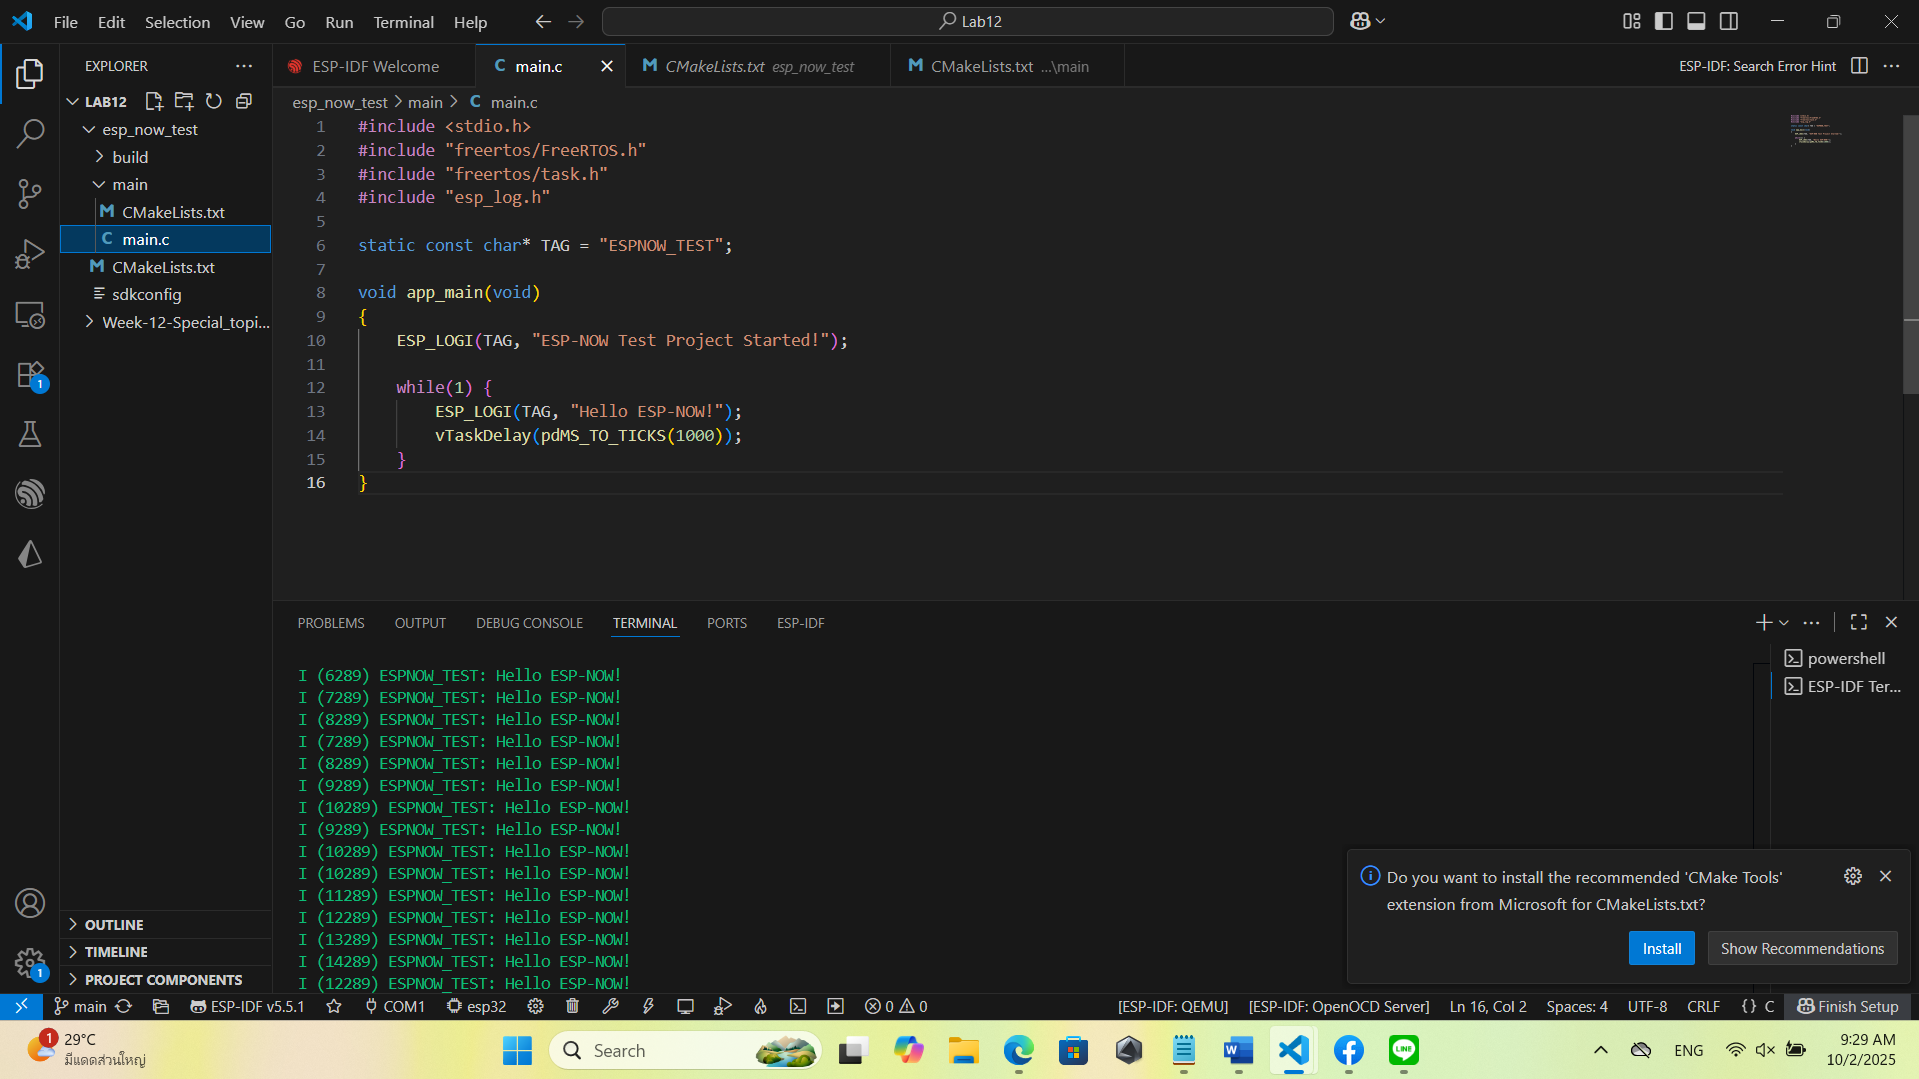 File Edit Selection View Go Run Terminal Help
Lab12
EXPLORER
LAB12
esp_now_test
build
main
CMakeLists.txt
main.c
CMakeLists.txt
sdkconfig
Week-12-Special_topi...
OUTLINE
TIMELINE
PROJECT COMPONENTS
ESP-IDF Welcome
main.c
CMakeLists.txt esp_now_test
CMakeLists.txt ...\main
ESP-IDF: Search Error Hint
esp_now_test > main > C main.c
1 #include <stdio.h>
2 #include "freertos/FreeRTOS.h"
3 #include "freertos/task.h"
4 #include "esp_log.h"
5
6 static const char* TAG = "ESPNOW_TEST";
7
8 void app_main(void)
9 {
10 ESP_LOGI(TAG, "ESP-NOW Test Project Started!");
11
12 while(1) {
13 ESP_LOGI(TAG, "Hello ESP-NOW!");
14 vTaskDelay(pdMS_TO_TICKS(1000));
15 }
16 }
PROBLEMS OUTPUT DEBUG CONSOLE TERMINAL PORTS ESP-IDF
I (6289) ESPNOW_TEST: Hello ESP-NOW!
I (7289) ESPNOW_TEST: Hello ESP-NOW!
I (8289) ESPNOW_TEST: Hello ESP-NOW!
I (7289) ESPNOW_TEST: Hello ESP-NOW!
I (8289) ESPNOW_TEST: Hello ESP-NOW!
I (9289) ESPNOW_TEST: Hello ESP-NOW!
I (10289) ESPNOW_TEST: Hello ESP-NOW!
I (9289) ESPNOW_TEST: Hello ESP-NOW!
I (10289) ESPNOW_TEST: Hello ESP-NOW!
I (10289) ESPNOW_TEST: Hello ESP-NOW!
I (11289) ESPNOW_TEST: Hello ESP-NOW!
I (12289) ESPNOW_TEST: Hello ESP-NOW!
I (13289) ESPNOW_TEST: Hello ESP-NOW!
I (14289) ESPNOW_TEST: Hello ESP-NOW!
I (12289) ESPNOW_TEST: Hello ESP-NOW!
powershell
ESP-IDF Ter...
Do you want to install the recommended 'CMake Tools'
extension from Microsoft for CMakeLists.txt?
Install
Show Recommendations
main ESP-IDF v5.5.1 COM1 esp32 0 0 [ESP-IDF: QEMU] [ESP-IDF: OpenOCD Server] Ln 16, Col 2 Spaces: 4 UTF-8 CRLF {} C Finish Setup
1
29°C
มีแดดส่วนใหญ่
Search
ENG
9:29 AM
10/2/2025